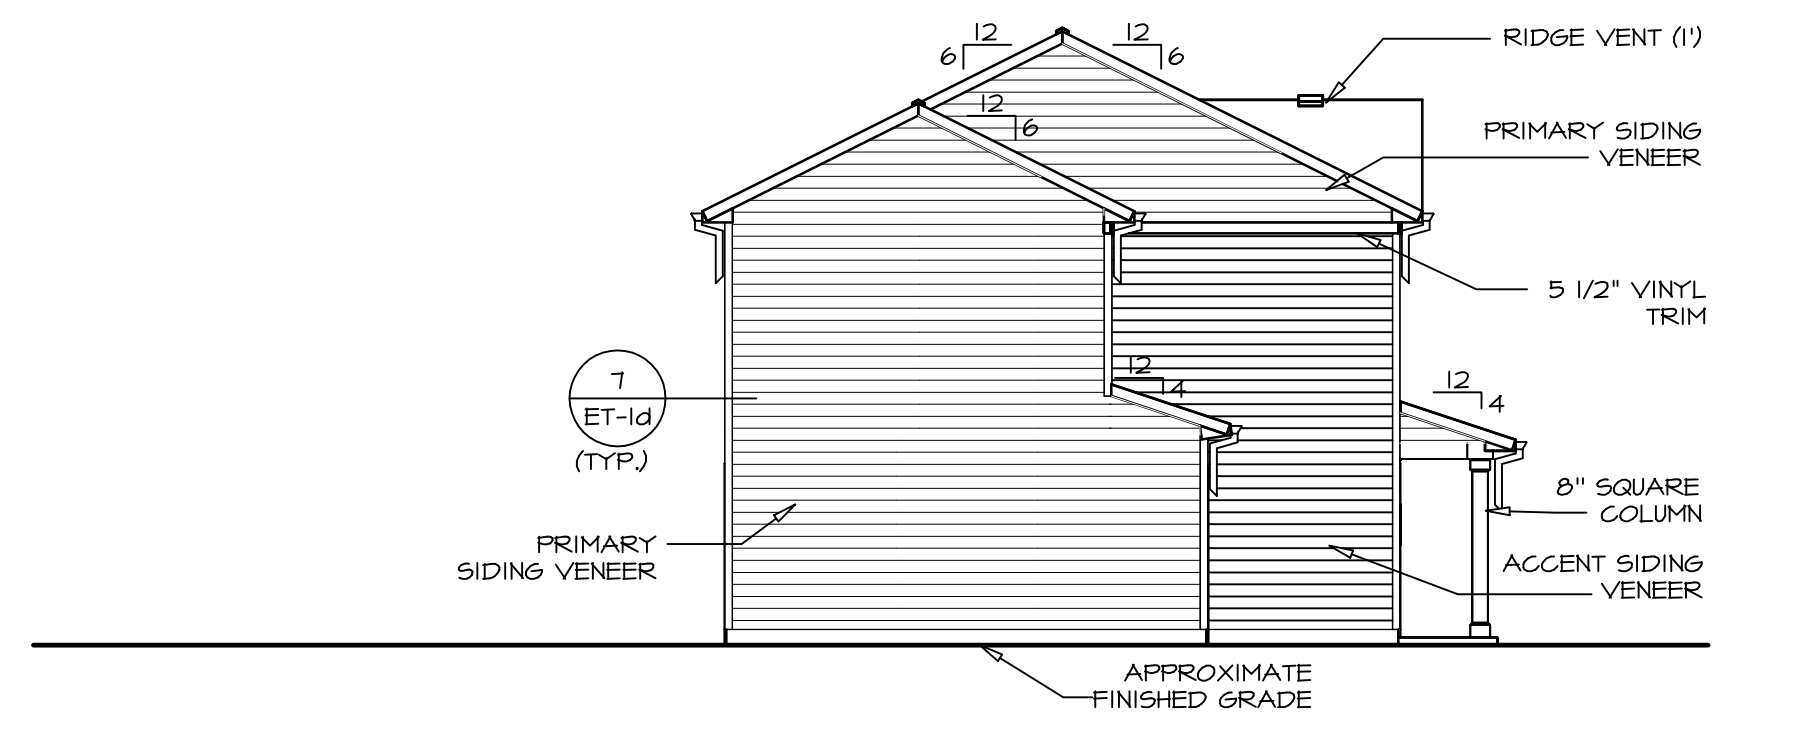 12
6
12
6
RIDGE VENT (1')
12
6
PRIMARY SIDING
VENEER
5 1/2" VINYL
TRIM
12
4
12
4
7
ET-1d
(TYP.)
8" SQUARE
COLUMN
PRIMARY
SIDING VENEER
ACCENT SIDING
VENEER
APPROXIMATE
FINISHED GRADE